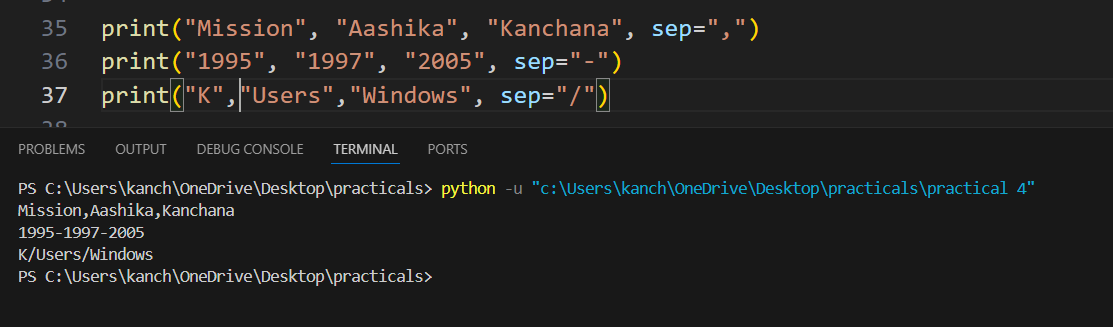 35 print("Mission", "Aashika", "Kanchana", sep=",")
36 print("1995", "1997", "2005", sep="-")
37 print("K","Users","Windows", sep="/")
38
PROBLEMS OUTPUT DEBUG CONSOLE TERMINAL PORTS
PS C:\Users\kanch\OneDrive\Desktop\practicals> python -u "c:\Users\kanch\OneDrive\Desktop\practicals\practical 4"
Mission,Aashika,Kanchana
1995-1997-2005
K/Users/Windows
PS C:\Users\kanch\OneDrive\Desktop\practicals>